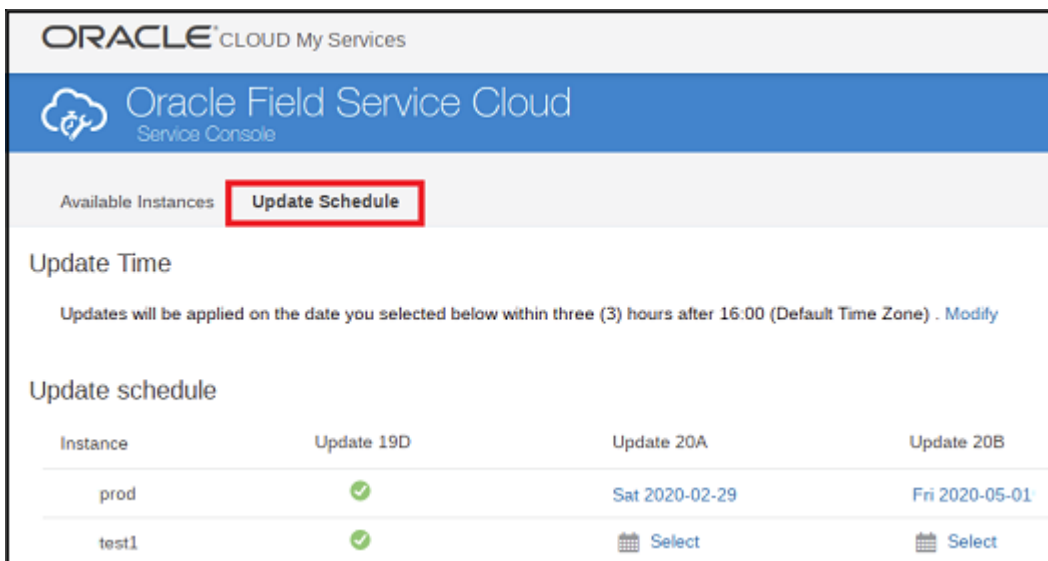 ORACLE CLOUD My Services
Oracle Field Service Cloud
Service Console
Available Instances Update Schedule
Update Time
Updates will be applied on the date you selected below within three (3) hours after 16:00 (Default Time Zone) . Modify
Update schedule
Instance Update 19D Update 20A Update 20B
prod Sat 2020-02-29 Fri 2020-05-01
test1 Select Select